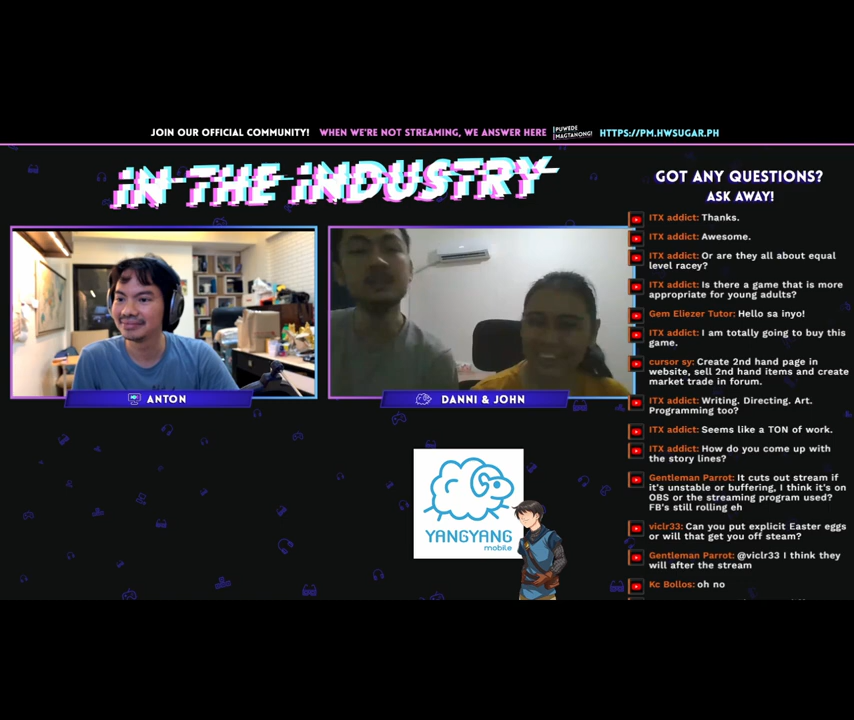 JOIN OUR OFFICIAL COMMUNITY! WHEN WE'RE NOT STREAMING, WE ANSWER HERE PUWEDE MAGTANONG! HTTPS://PM.HWSUGAR.PH
IN THE INDUSTRY
GOT ANY QUESTIONS?
ASK AWAY!
ITX addict: Thanks.
ITX addict: Awesome.
ITX addict: Or are they all about equal
level racey?
ITX addict: Is there a game that is more
appropriate for young adults?
Gem Eliezer Tutor: Hello sa inyo!
ITX addict: I am totally going to buy this
game.
cursor sy: Create 2nd hand page in
website, sell 2nd hand items and create
market trade in forum.
ITX addict: Writing. Directing. Art.
Programming too?
ITX addict: Seems like a TON of work.
ITX addict: How do you come up with
the story lines?
Gentleman Parrot: It cuts out stream if
it's unstable or buffering, I think it's on
OBS or the streaming program used?
FB's still rolling eh
viclr33: Can you put explicit Easter eggs
or will that get you off steam?
Gentleman Parrot: @viclr33 I think they
will after the stream
Kc Bollos: oh no
ANTON
DANNI & JOHN
YANGYANG
mobile